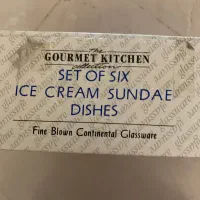 the
GOURMET KITCHEN
collection
SET OF SIX
ICE CREAM SUNDAE
DISHES
Fine Blown Continental Glassware